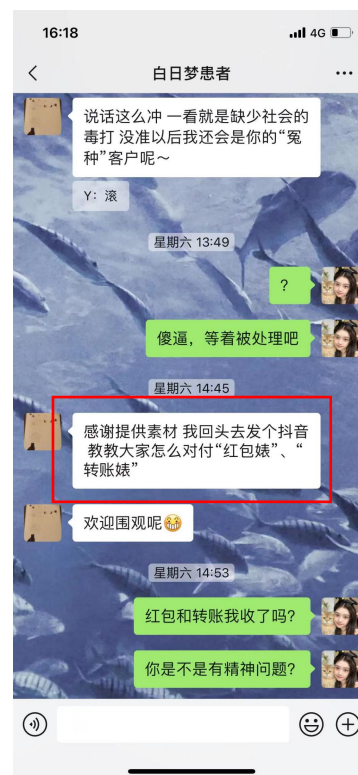 16:18
4G
白日梦患者
说话这么冲 一看就是缺少社会的
毒打 没准以后我还会是你的“冤
种”客户呢～
Y：滚
星期六 13:49
?
傻逼，等着被处理吧
星期六 14:45
感谢提供素材 我回头去发个抖音
教教大家怎么对付“红包婊”、“
转账婊”
欢迎围观呢😁
星期六 14:53
红包和转账我收了吗?
你是不是有精神问题?